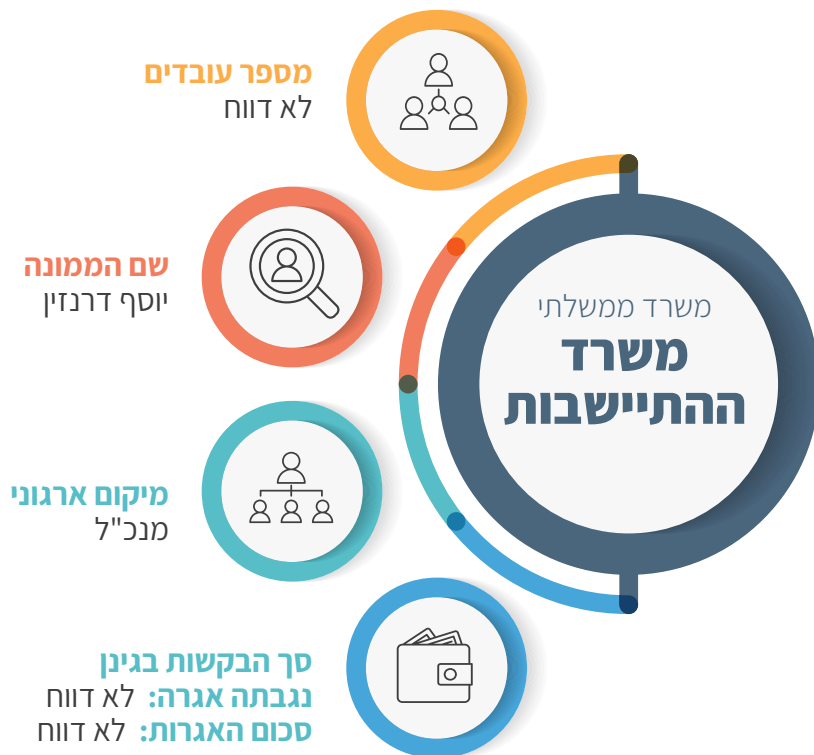 משרד ממשלתי
משרד
ההתיישבות
מספר עובדים
לא דווח
שם הממונה
יוסף דרנזין
מיקום ארגוני
מנכ"ל
סך הבקשות בגינן
נגבתה אגרה: לא דווח
סכום האגרות: לא דווח